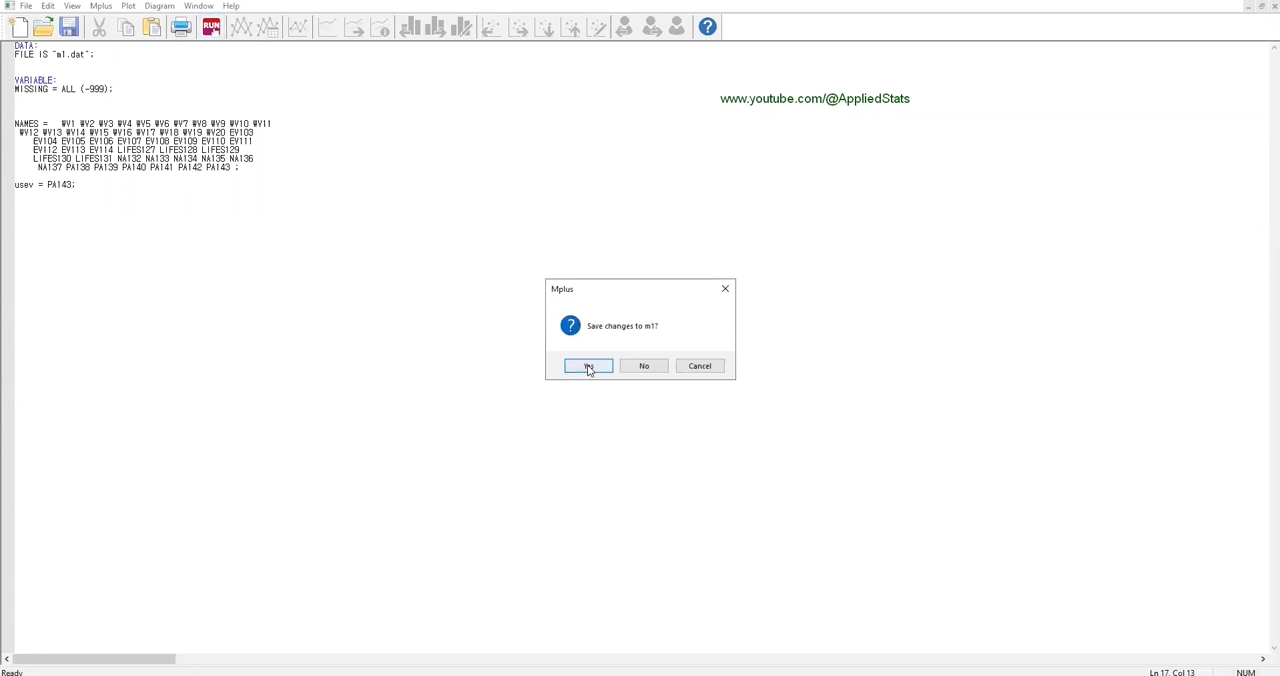 File Edit View Mplus Plot Diagram Window Help
RUN
DATA:
FILE IS "m1.dat";
www.youtube.com/@AppliedStats
VARIABLE:
MISSING = ALL (-999);
NAMES = WV1 WV2 WV3 WV4 WV5 WV6 WV7 WV8 WV9 WV10 WV11
WV12 WV13 WV14 WV15 WV16 WV17 WV18 WV19 WV20 EV103
EV104 EV105 EV106 EV107 EV108 EV109 EV110 EV111
EV112 EV113 EV114 LIFES127 LIFES128 LIFES129
LIFES130 LIFES131 NA132 NA133 NA134 NA135 NA136
NA137 PA138 PA139 PA140 PA141 PA142 PA143 ;
usev = PA143;
Mplus
Save changes to m1?
Yes No Cancel
Ready Ln 17, Col 13 NUM